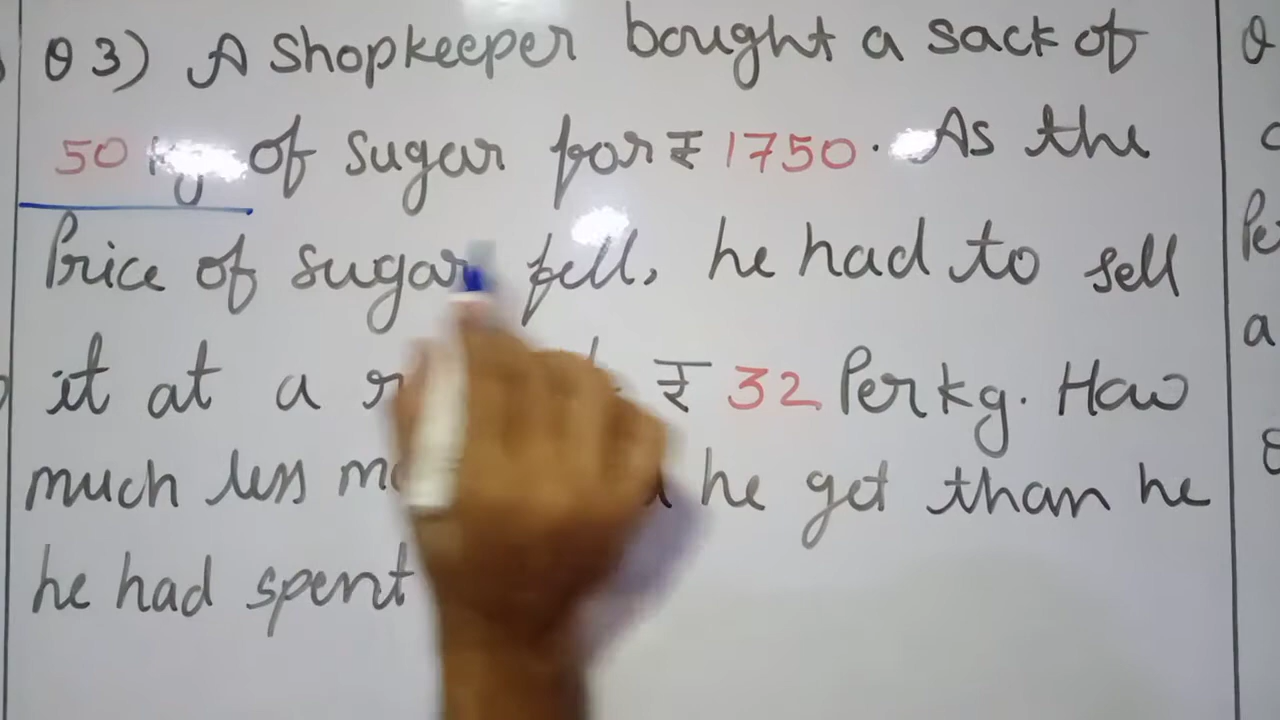 Q 3) A Shopkeeper bought a sack of
50 kg of sugar for ₹ 1750. As the
Price of sugar fell, he had to sell
it at a ₹ 32 Per kg. How
much less he get than he
he had spent